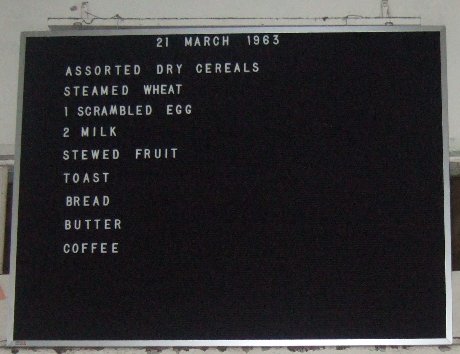 21 MARCH 1963
ASSORTED DRY CEREALS
STEAMED WHEAT
1 SCRAMBLED EGG
2 MILK
STEWED FRUIT
TOAST
BREAD
BUTTER
COFFEE